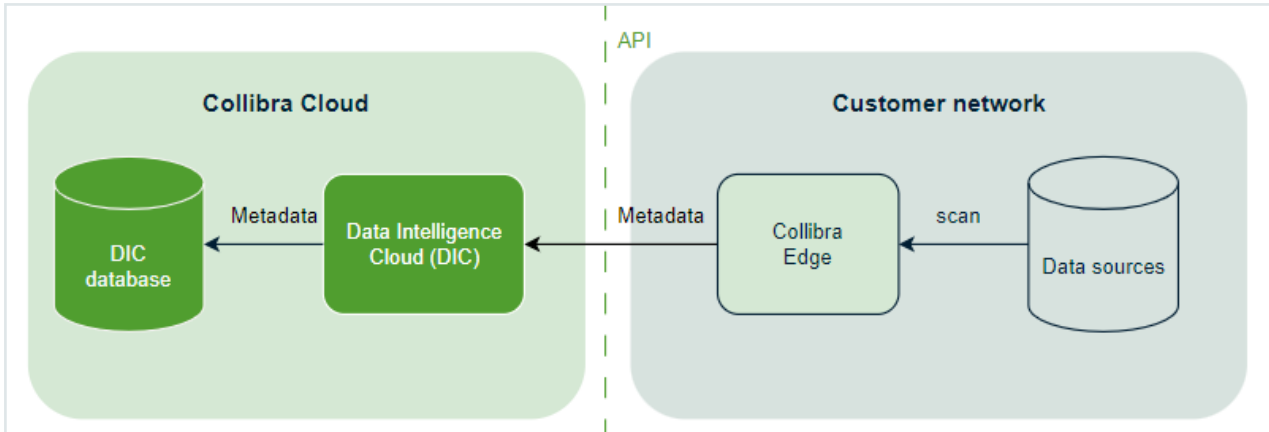 API
Collibra Cloud
Customer network
Metadata
Data Intelligence
Cloud (DIC)
DIC
database
Metadata
Collibra
Edge
scan
Data sources